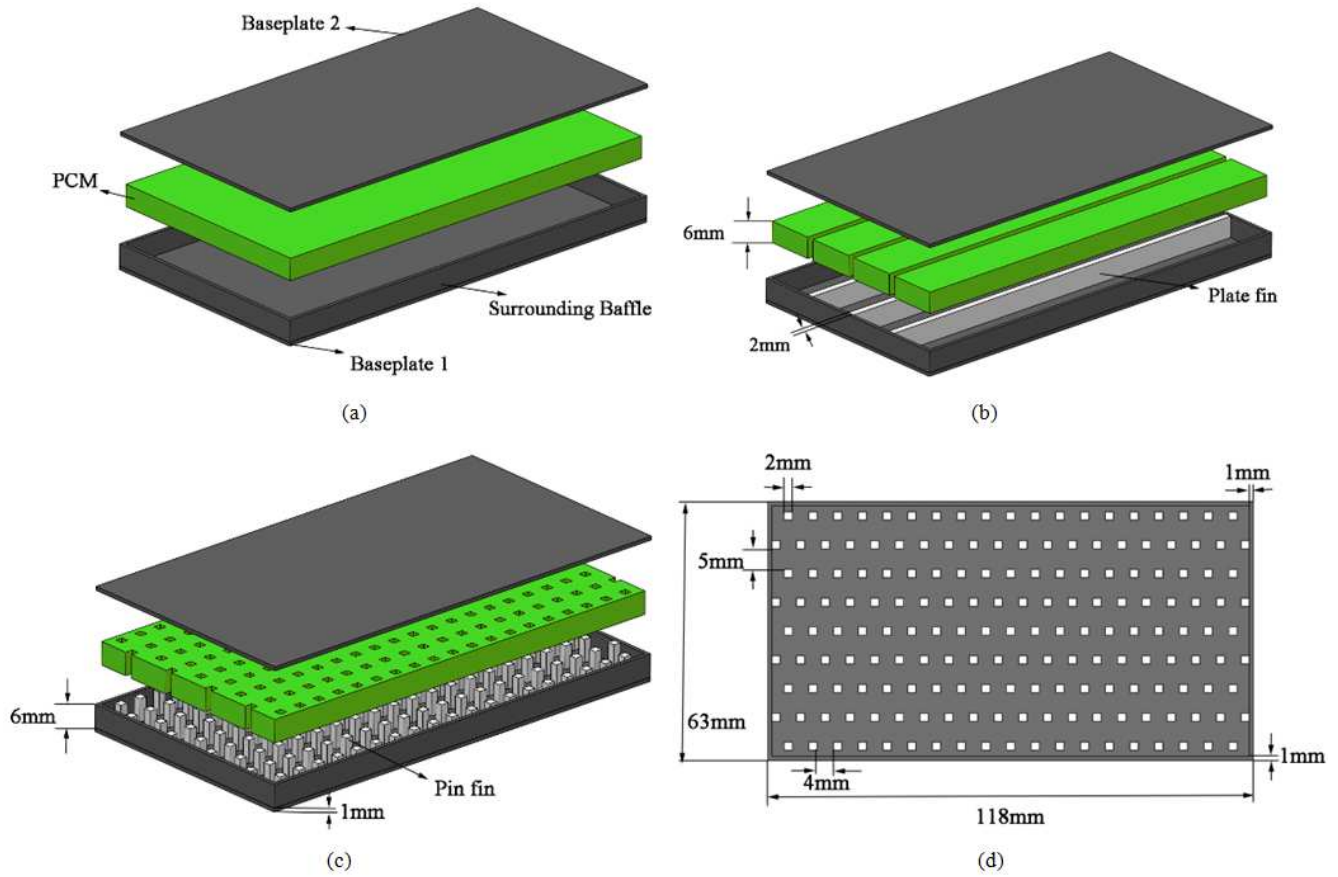 Baseplate 2
PCM
Surrounding Baffle
Baseplate 1
(a)
6mm
Plate fin
2mm
(b)
6mm
Pin fin
1mm
(c)
2mm
1mm
5mm
63mm
4mm
1mm
118mm
(d)